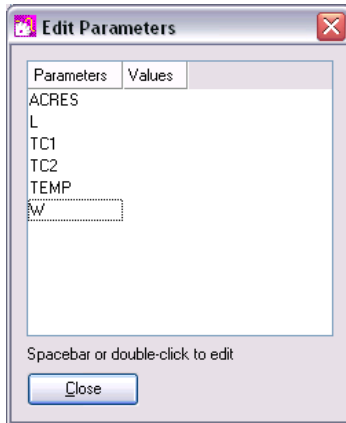 Edit Parameters
Parameters Values
ACRES
L
TC1
TC2
TEMP
W
Spacebar or double-click to edit
Close